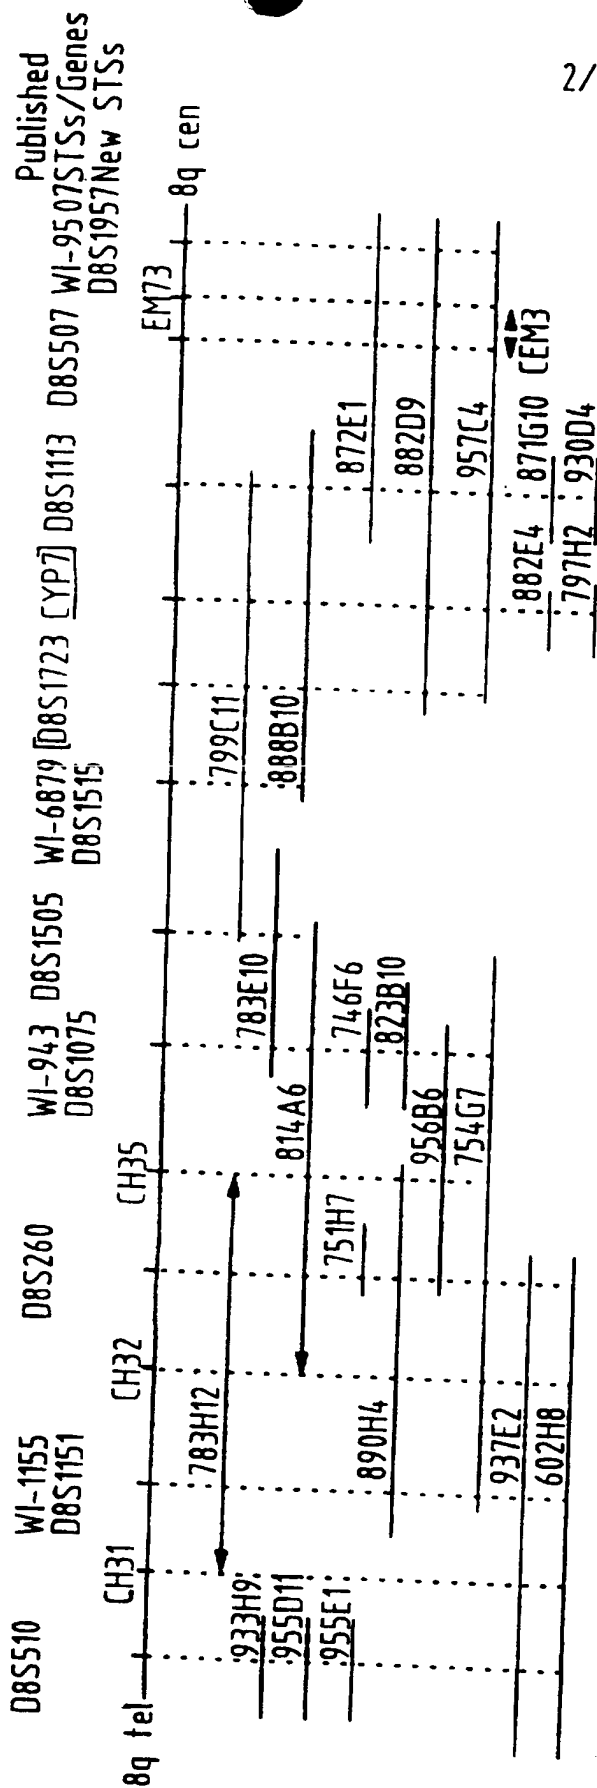 2/
Published
D8S510 WI-1155 D8S260 WI-943 D8S1505 WI-6879 [D8S1723 CYP7] D8S1113 D8S507 WI-9507STSs/Genes
D8S1151 D8S1075 D8S1515 D8S1957New STSs
CH31 CH32 CH35 EM73
8q tel 8q cen
783H12 799C11
933H9 783E10 888B10
955D11 814A6
955E1 751H7 746F6 872E1
890H4 823B10 882D9
956B6 957C4
754G7
937E2 882E4 871G10 CEM3
602H8 797H2 930D4